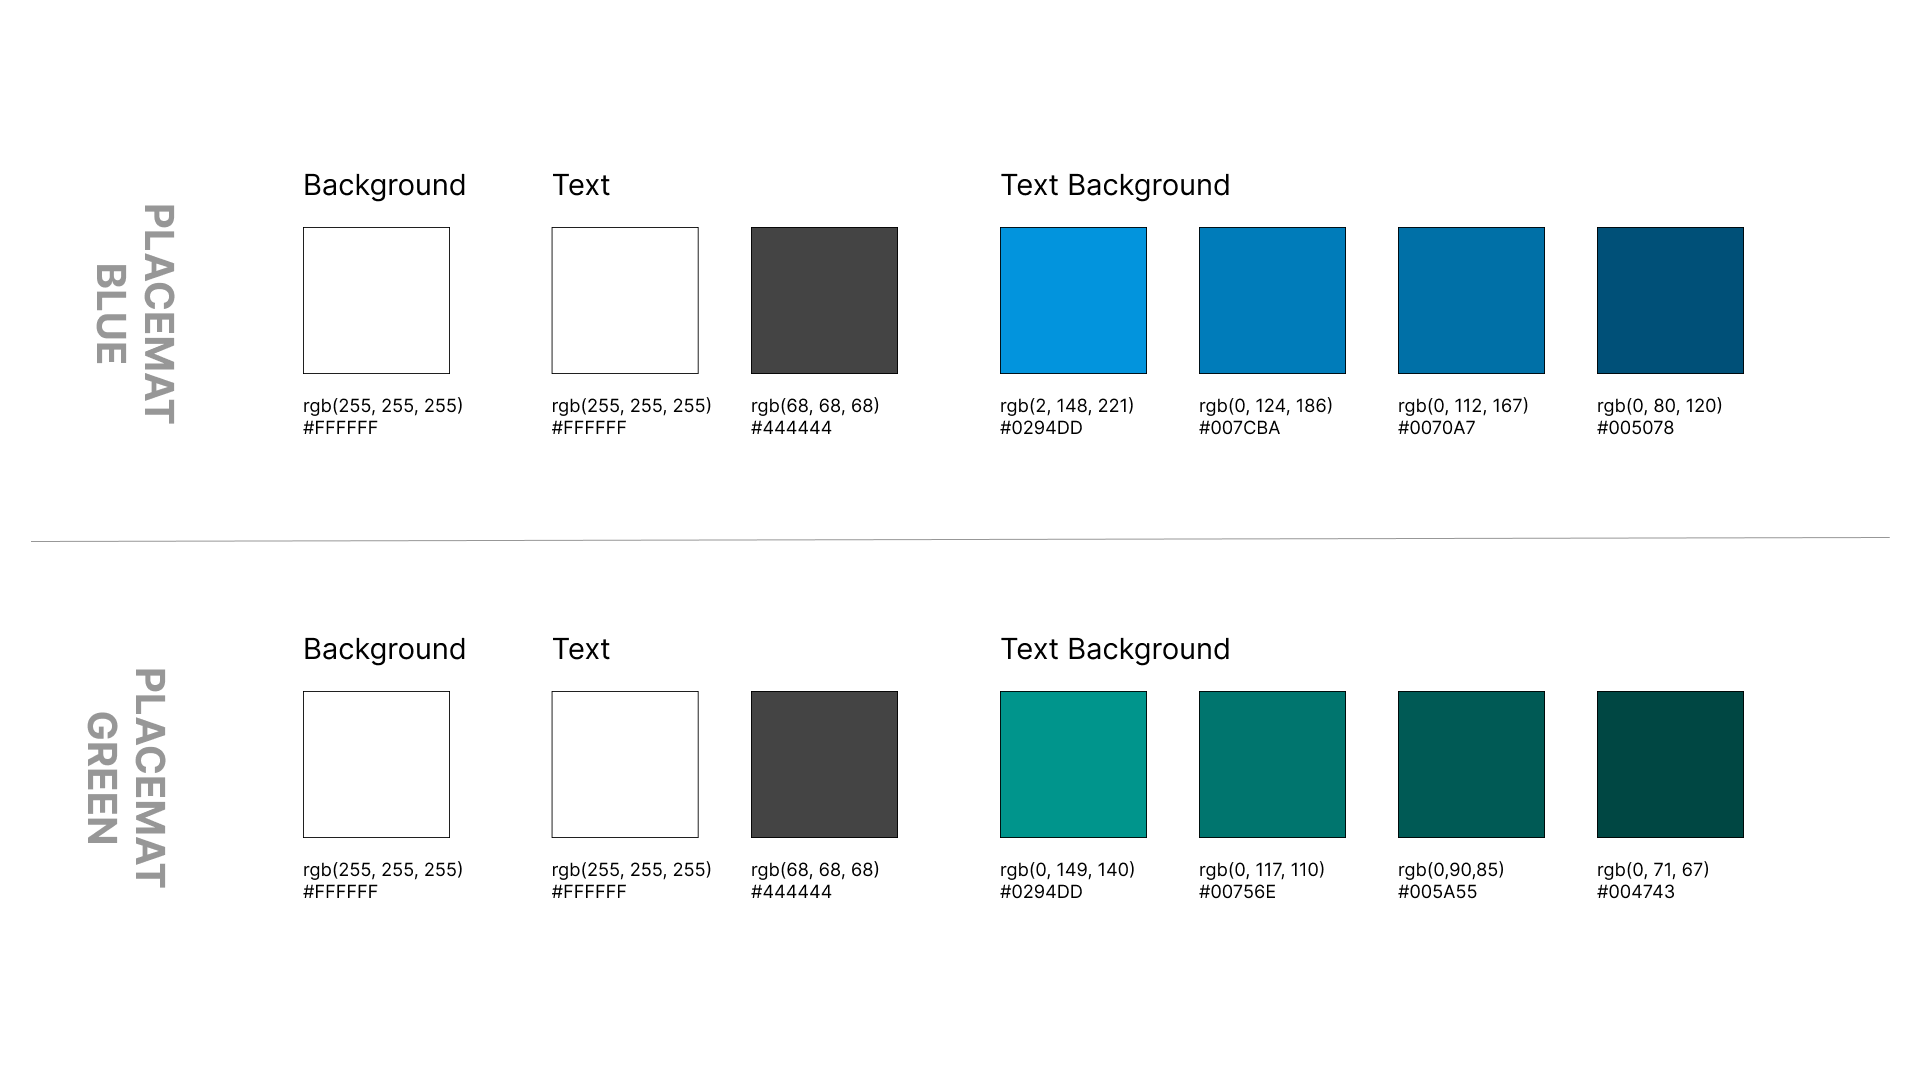 PLACEMAT
BLUE
Background
Text
Text Background
rgb(255, 255, 255)
#FFFFFF
rgb(255, 255, 255)
#FFFFFF
rgb(68, 68, 68)
#444444
rgb(2, 148, 221)
#0294DD
rgb(0, 124, 186)
#007CBA
rgb(0, 112, 167)
#0070A7
rgb(0, 80, 120)
#005078
PLACEMAT
GREEN
Background
Text
Text Background
rgb(255, 255, 255)
#FFFFFF
rgb(255, 255, 255)
#FFFFFF
rgb(68, 68, 68)
#444444
rgb(0, 149, 140)
#0294DD
rgb(0, 117, 110)
#00756E
rgb(0,90,85)
#005A55
rgb(0, 71, 67)
#004743